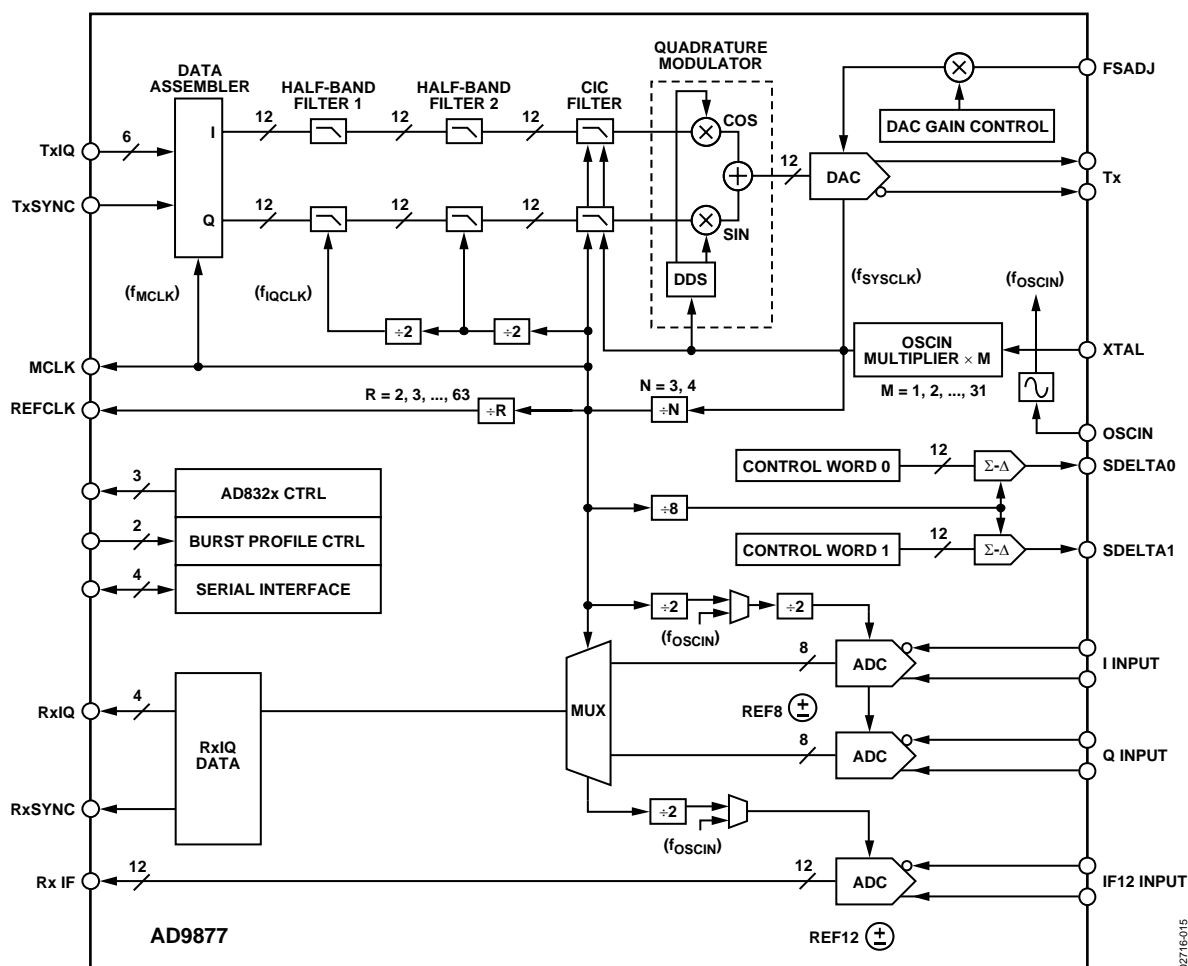 QUADRATURE
MODULATOR
DATA
ASSEMBLER
HALF-BAND
FILTER 1
HALF-BAND
FILTER 2
CIC
FILTER
FSADJ
DAC GAIN CONTROL
TxIQ
6
I
12
12
12
COS
12
DAC
Tx
TxSYNC
Q
12
12
12
SIN
DDS
(fMCLK)
(fIQCLK)
(fSYSCLK)
(fOSCIN)
÷2
÷2
OSCIN
MULTIPLIER × M
XTAL
M = 1, 2, ..., 31
MCLK
REFCLK
R = 2, 3, ..., 63
÷R
N = 3, 4
÷N
OSCIN
CONTROL WORD 0
12
Σ-Δ
SDELTA0
÷8
CONTROL WORD 1
12
Σ-Δ
SDELTA1
3
AD832x CTRL
2
BURST PROFILE CTRL
4
SERIAL INTERFACE
÷2
(fOSCIN)
÷2
MUX
8
ADC
I INPUT
REF8
8
ADC
Q INPUT
RxIQ
4
RxIQ
DATA
RxSYNC
÷2
(fOSCIN)
Rx IF
12
12
ADC
IF12 INPUT
AD9877
REF12
02716-015